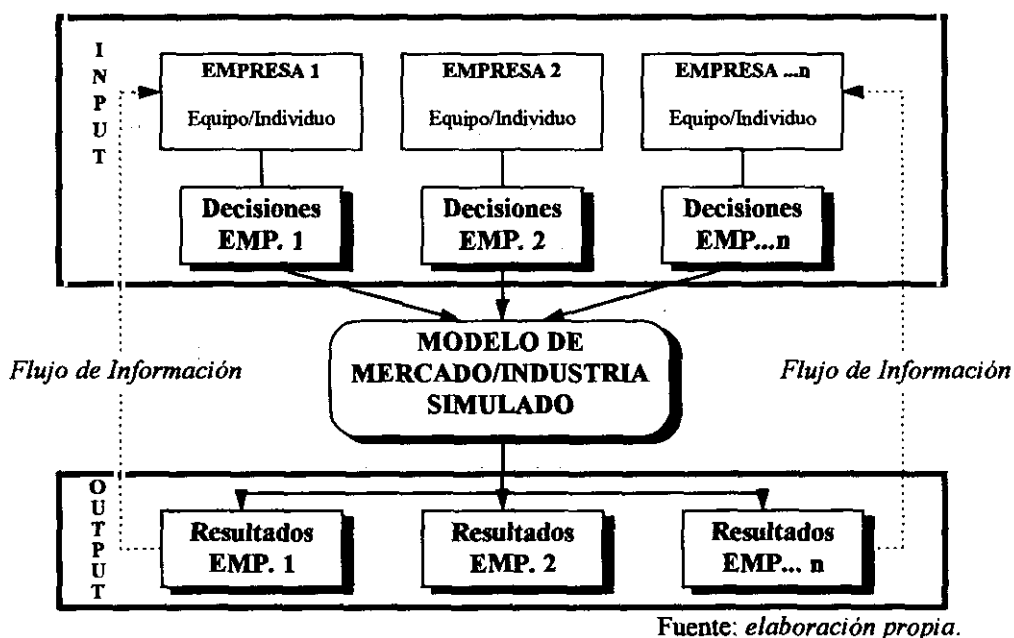 INPUT
EMPRESA 1
Equipo/Individuo
EMPRESA 2
Equipo/Individuo
EMPRESA ...n
Equipo/Individuo
Decisiones
EMP. 1
Decisiones
EMP. 2
Decisiones
EMP...n
MODELO DE
MERCADO/INDUSTRIA
SIMULADO
Flujo de Información
Flujo de Información
OUTPUT
Resultados
EMP. 1
Resultados
EMP. 2
Resultados
EMP... n
Fuente: elaboración propia.